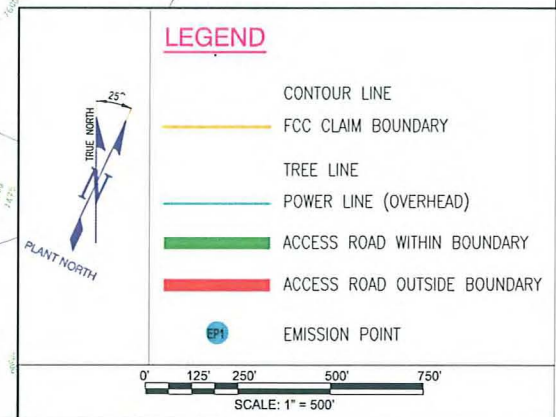 LEGEND
25°
TRUE NORTH
N
PLANT NORTH
CONTOUR LINE
FCC CLAIM BOUNDARY
TREE LINE
POWER LINE (OVERHEAD)
ACCESS ROAD WITHIN BOUNDARY
ACCESS ROAD OUTSIDE BOUNDARY
EP1 EMISSION POINT
0' 125' 250' 500' 750'
SCALE: 1" = 500'